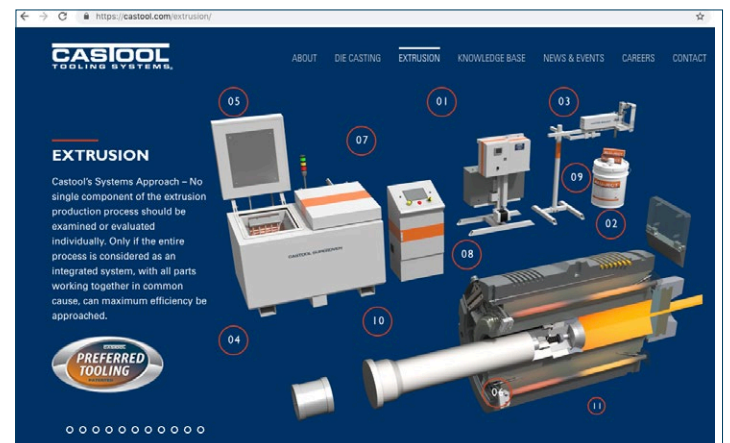 https://castool.com/extrusion/
CASTOOL
TOOLING SYSTEMS®
ABOUT DIE CASTING EXTRUSION KNOWLEDGE BASE NEWS & EVENTS CAREERS CONTACT
05
01
03
07
09
02
08
10
04
06
11
EXTRUSION
Castool's Systems Approach – No
single component of the extrusion
production process should be
examined or evaluated
individually. Only if the entire
process is considered as an
integrated system, with all parts
working together in common
cause, can maximum efficiency be
approached.
CASTOOL
PREFERRED
TOOLING